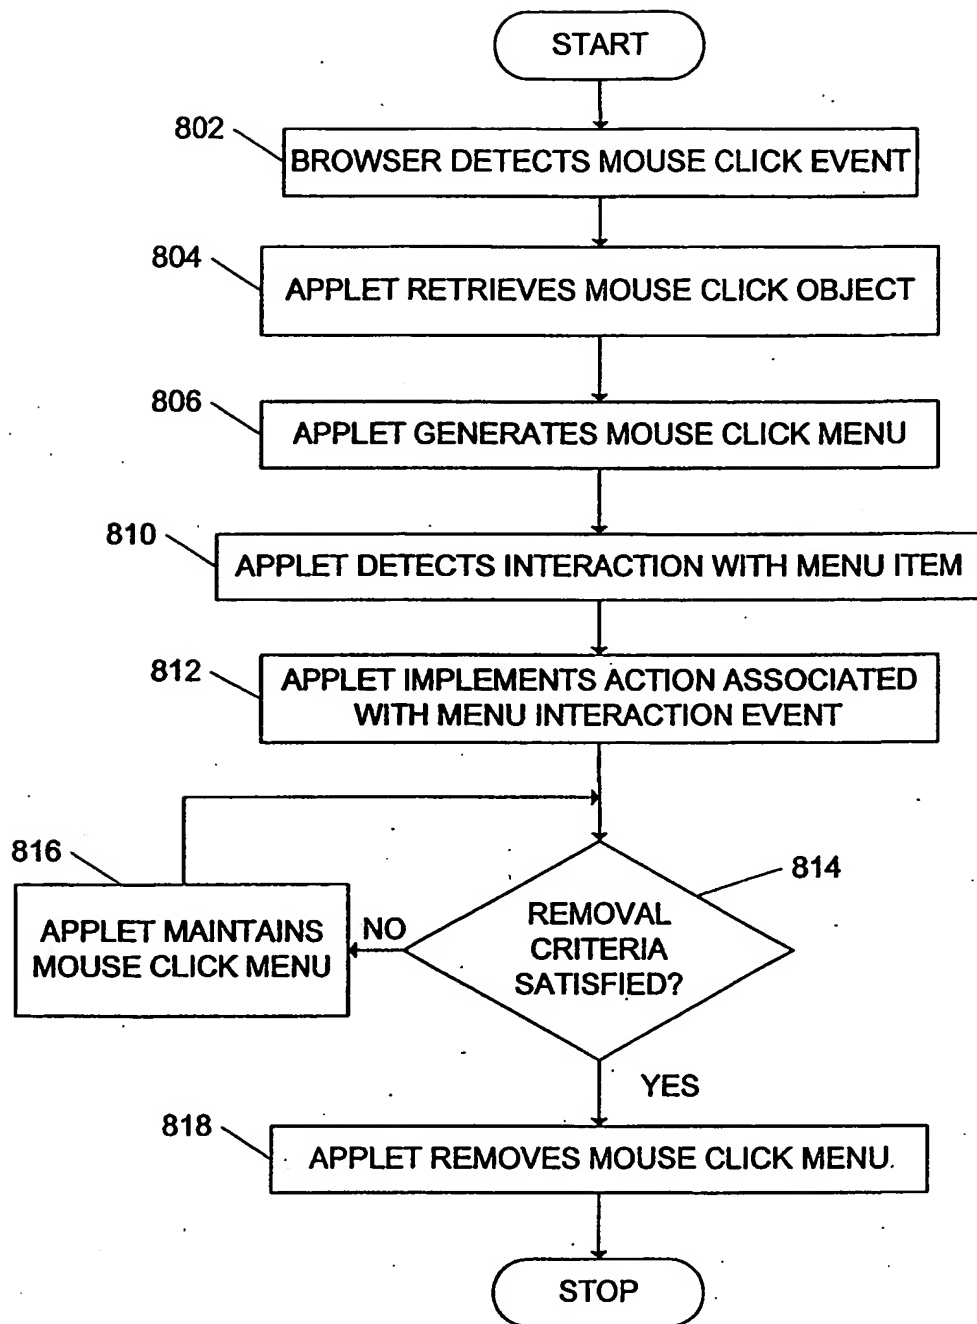 START
802
BROWSER DETECTS MOUSE CLICK EVENT
804
APPLET RETRIEVES MOUSE CLICK OBJECT
806
APPLET GENERATES MOUSE CLICK MENU
810
APPLET DETECTS INTERACTION WITH MENU ITEM
812
APPLET IMPLEMENTS ACTION ASSOCIATED
WITH MENU INTERACTION EVENT
816
APPLET MAINTAINS
MOUSE CLICK MENU
NO
814
REMOVAL
CRITERIA
SATISFIED?
YES
818
APPLET REMOVES MOUSE CLICK MENU
STOP